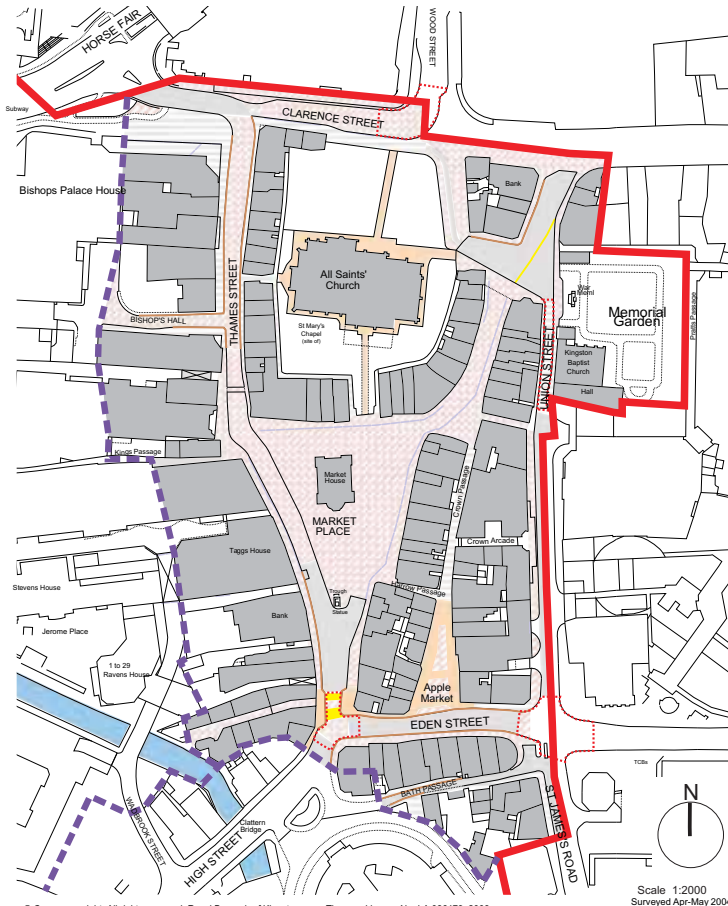 HORSE FAIR
WOOD STREET
Subway
CLARENCE STREET
Bishops Palace House
Bank
All Saints'
Church
THAMES STREET
War
Meml
Memorial
Garden
Pratts Passage
BISHOP'S HALL
St Mary's
Chapel
(site of)
UNION STREET
Kingston
Baptist
Church
Hall
Kings Passage
Market
House
MARKET
PLACE
Crown Passage
Crown Arcade
Taggs House
Stevens House
Trough
Statue
Harrow Passage
Bank
Jerome Place
1 to 29
Ravens House
Apple
Market
EDEN STREET
TCBs
BATH PASSAGE
WADBROOK STREET
Clattern
Bridge
HIGH STREET
ST JAMES'S ROAD
N
Scale 1:2000
Surveyed Apr-May 200